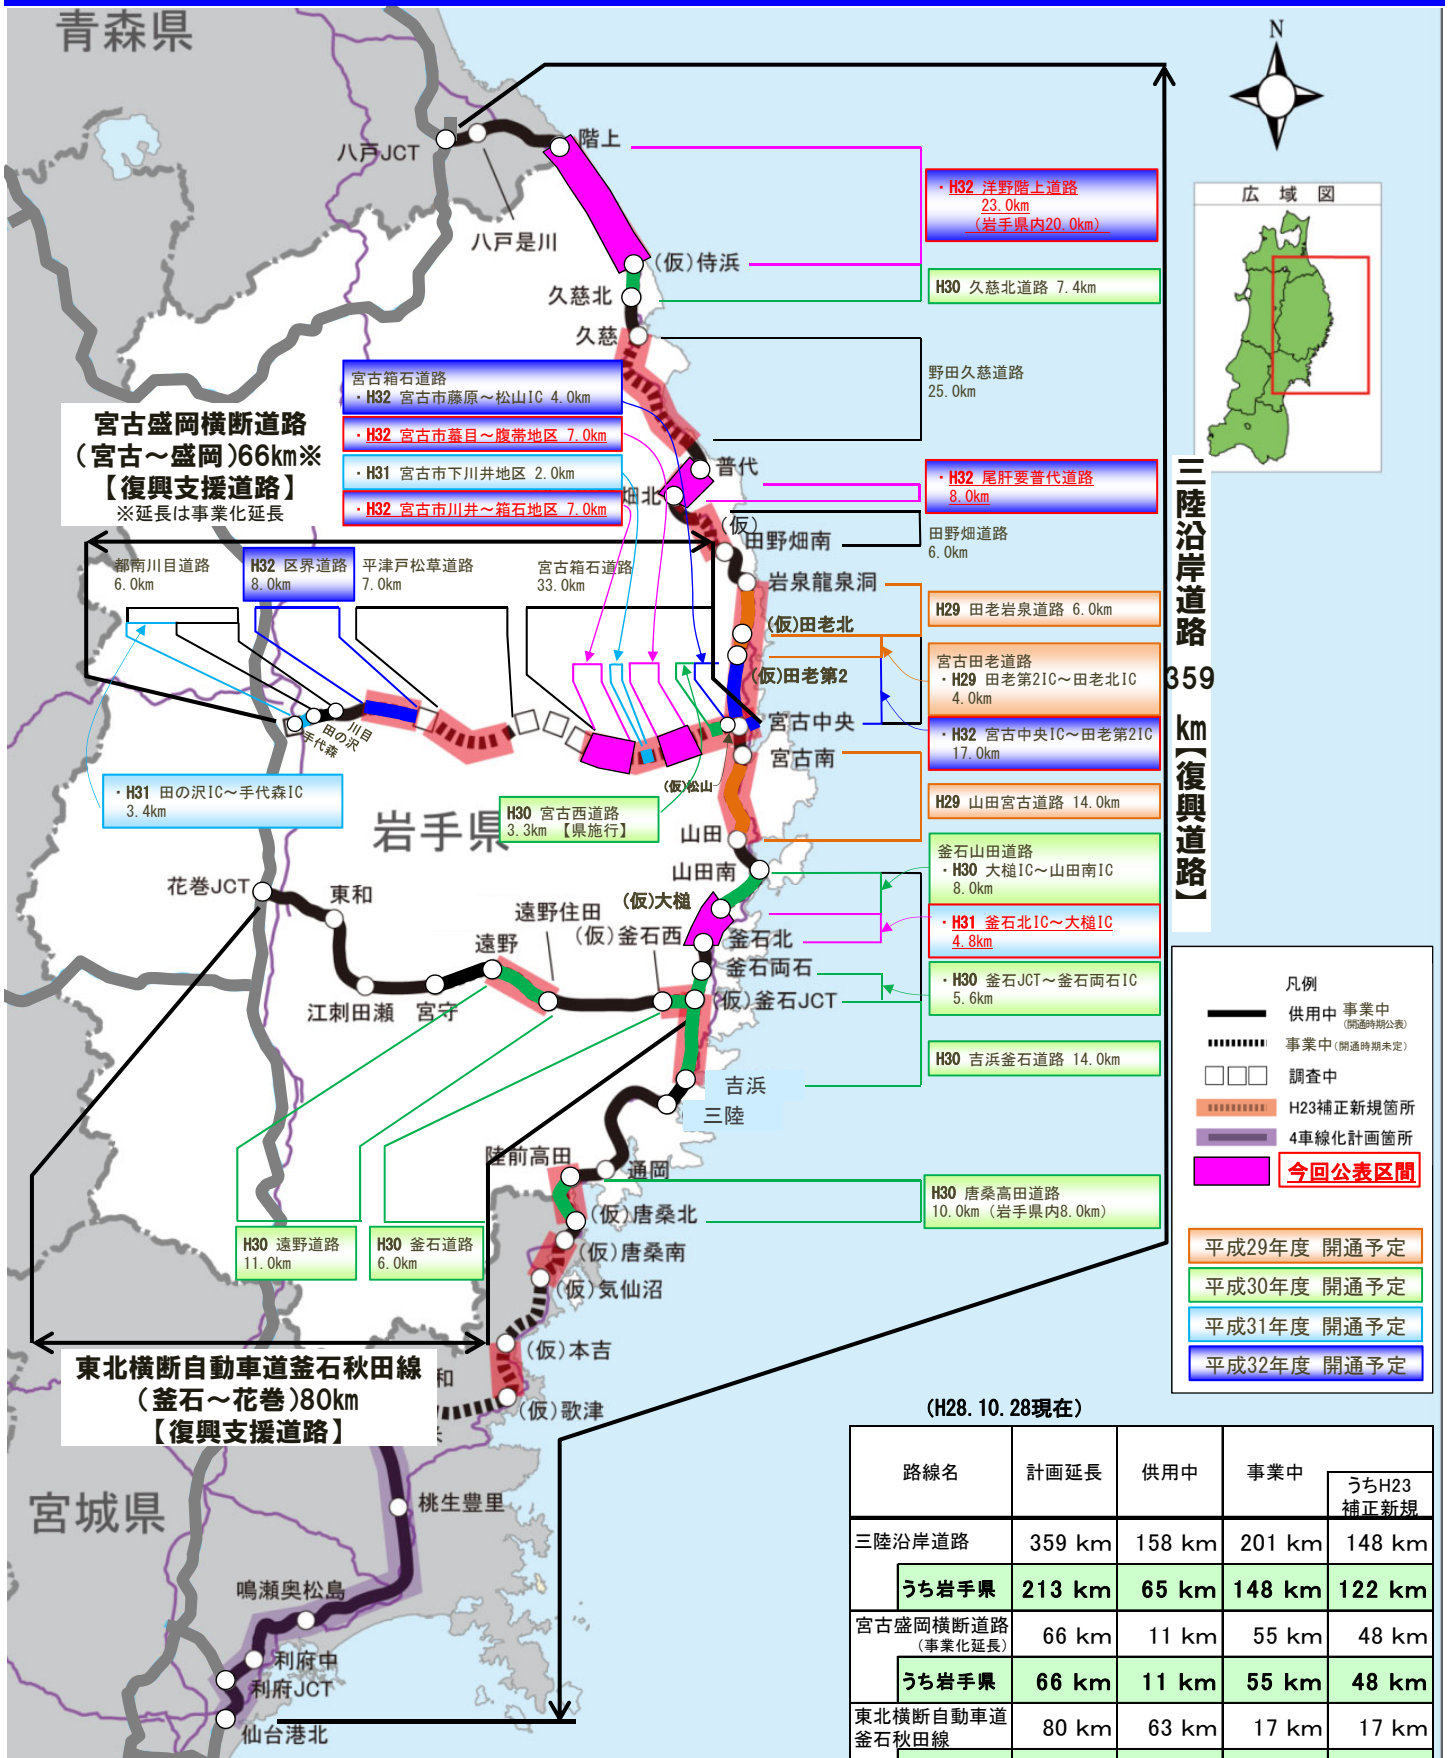 青森県
N
八戸JCT
階上
八戸是川
広域図
・H32 洋野階上道路
23.0km
(岩手県内20.0km)
(仮)侍浜
久慈北
H30 久慈北道路 7.4km
久慈
野田久慈道路
25.0km
宮古箱石道路
・H32 宮古市藤原～松山IC 4.0km
・H32 宮古市蟇目～腹帯地区 7.0km
・H31 宮古市下川井地区 2.0km
・H32 宮古市川井～箱石地区 7.0km
宮古盛岡横断道路
(宮古～盛岡)66km※
【復興支援道路】
※延長は事業化延長
普代
畑北
・H32 尾肝要普代道路
8.0km
(仮)
田野畑南
田野畑道路
6.0km
三陸沿岸道路 359 km【復興道路】
都南川目道路
6.0km
H32 区界道路
8.0km
平津戸松草道路
7.0km
宮古箱石道路
33.0km
岩泉龍泉洞
H29 田老岩泉道路 6.0km
(仮)田老北
(仮)田老第2
宮古田老道路
・H29 田老第2IC～田老北IC
4.0km
・H32 宮古中央IC～田老第2IC
17.0km
宮古中央
宮古南
手代森
田の沢
川目
(仮)松山
・H31 田の沢IC～手代森IC
3.4km
H30 宮古西道路
3.3km 【県施行】
H29 山田宮古道路 14.0km
岩手県
山田
山田南
釜石山田道路
・H30 大槌IC～山田南IC
8.0km
・H31 釜石北IC～大槌IC
4.8km
花巻JCT
東和
(仮)大槌
遠野住田
(仮)釜石西
釜石北
遠野
釜石両石
・H30 釜石JCT～釜石両石IC
5.6km
江刺田瀬
宮守
(仮)釜石JCT
H30 吉浜釜石道路 14.0km
吉浜
三陸
凡例
供用中
事業中
(開通時期公表)
事業中(開通時期未定)
調査中
H23補正新規箇所
4車線化計画箇所
今回公表区間
陸前高田
通岡
H30 唐桑高田道路
10.0km (岩手県内8.0km)
(仮)唐桑北
(仮)唐桑南
H30 遠野道路
11.0km
H30 釜石道路
6.0km
(仮)気仙沼
平成29年度 開通予定
平成30年度 開通予定
平成31年度 開通予定
平成32年度 開通予定
(仮)本吉
東北横断自動車道釜石秋田線
(釜石～花巻)80km
【復興支援道路】
和
(仮)歌津
宮城県
桃生豊里
鳴瀬奥松島
利府中
利府JCT
仙台港北
(H28.10.28現在)
路線名 計画延長 供用中 事業中 うちH23補正新規
三陸沿岸道路 359 km 158 km 201 km 148 km
うち岩手県 213 km 65 km 148 km 122 km
宮古盛岡横断道路
(事業化延長) 66 km 11 km 55 km 48 km
うち岩手県 66 km 11 km 55 km 48 km
東北横断自動車道
釜石秋田線 80 km 63 km 17 km 17 km